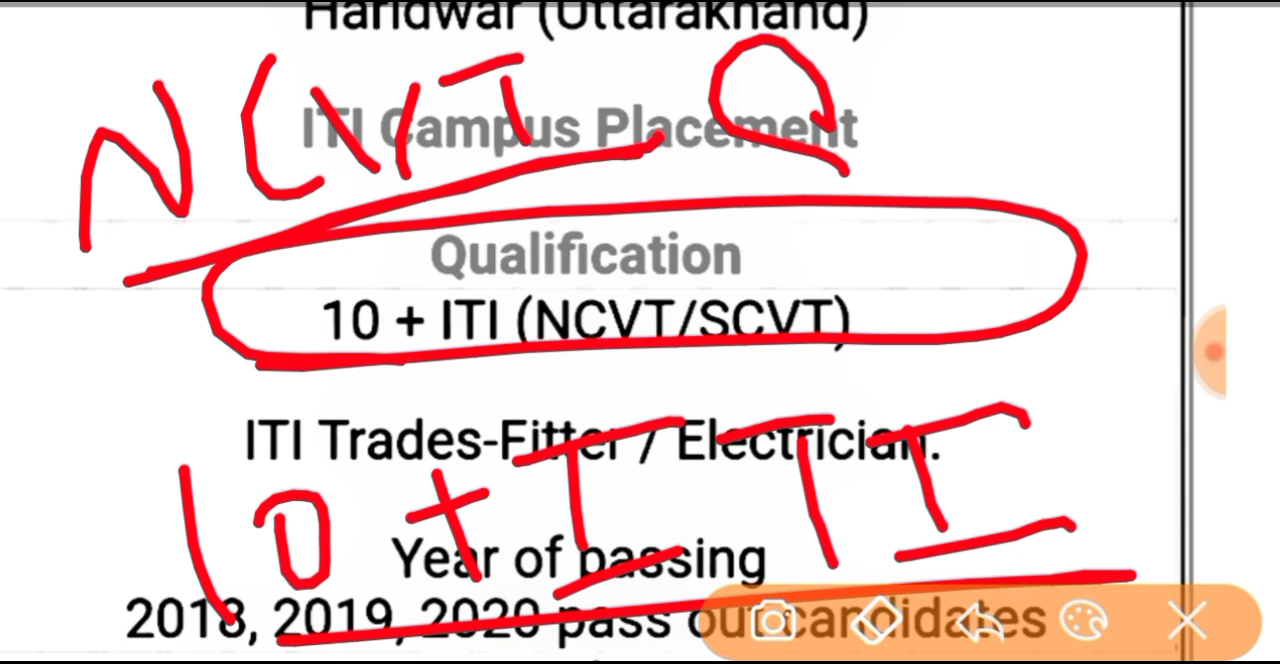 Haridwar (Uttarakhand)
NCVT Q
ITI Campus Placement
Qualification
10 + ITI (NCVT/SCVT)
ITI Trades-Fitter / Electrician.
10 + ITI
Year of passing
2018, 2019, 2020 pass out candidates